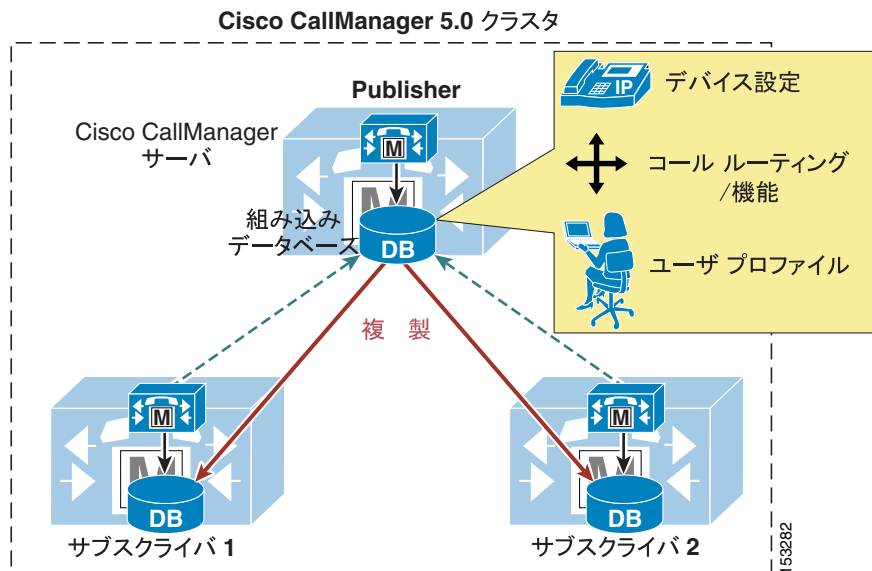 Cisco CallManager 5.0 クラスタ
Publisher
Cisco CallManager
サーバ
M
組み込み
データベース
DB
IP
デバイス設定
コール ルーティング
/機能
ユーザ プロファイル
複 製
M
DB
サブスクライバ 1
M
DB
サブスクライバ 2
153282